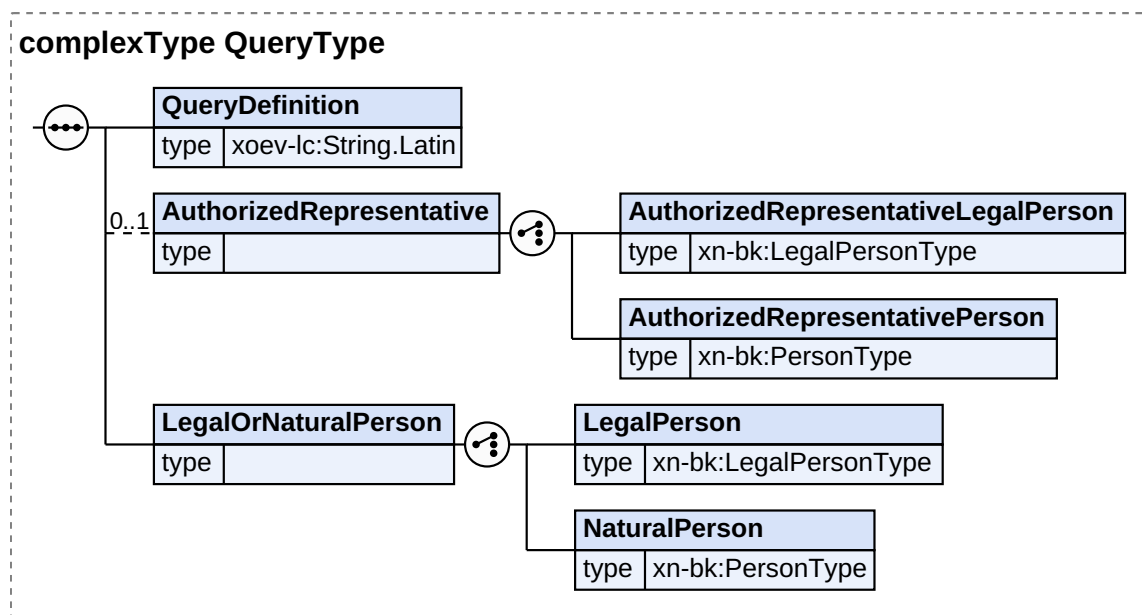 complexType QueryType
QueryDefinition
type xoev-lc:String.Latin
0..1
AuthorizedRepresentative
type
AuthorizedRepresentativeLegalPerson
type xn-bk:LegalPersonType
AuthorizedRepresentativePerson
type xn-bk:PersonType
LegalOrNaturalPerson
type
LegalPerson
type xn-bk:LegalPersonType
NaturalPerson
type xn-bk:PersonType